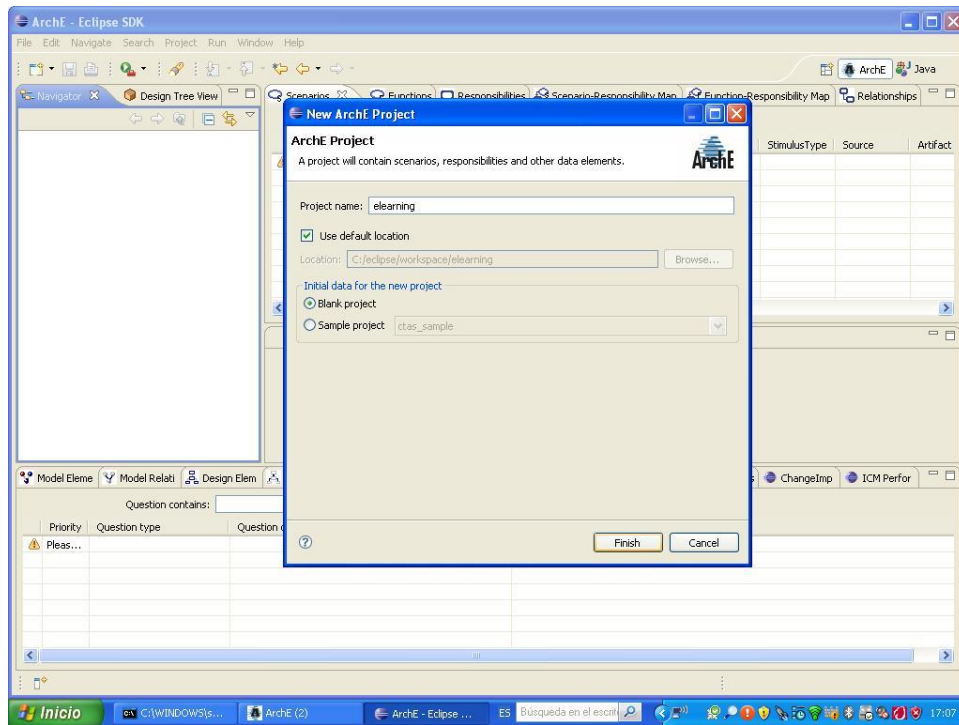 ArchE - Eclipse SDK
File Edit Navigate Search Project Run Window Help
ArchE Java
Navigator Design Tree View Scenarios Functions Responsibilities Scenario-Responsibility Map Function-Responsibility Map Relationships
New ArchE Project
ArchE Project
A project will contain scenarios, responsibilities and other data elements.
ArchE
StimulusType Source Artifact
Project name: elearning
Use default location
Location: C:/eclipse/workspace/elearning Browse...
Initial data for the new project
Blank project
Sample project ctas_sample
Model Eleme Model Relati Design Elem ChangeImp ICM Perfor
Question contains:
Priority Question type Question
Pleas...
Finish Cancel
Inicio C:\WINDOWS\s... ArchE (2) ArchE - Eclipse ... ES Búsqueda en el escrit 17:07